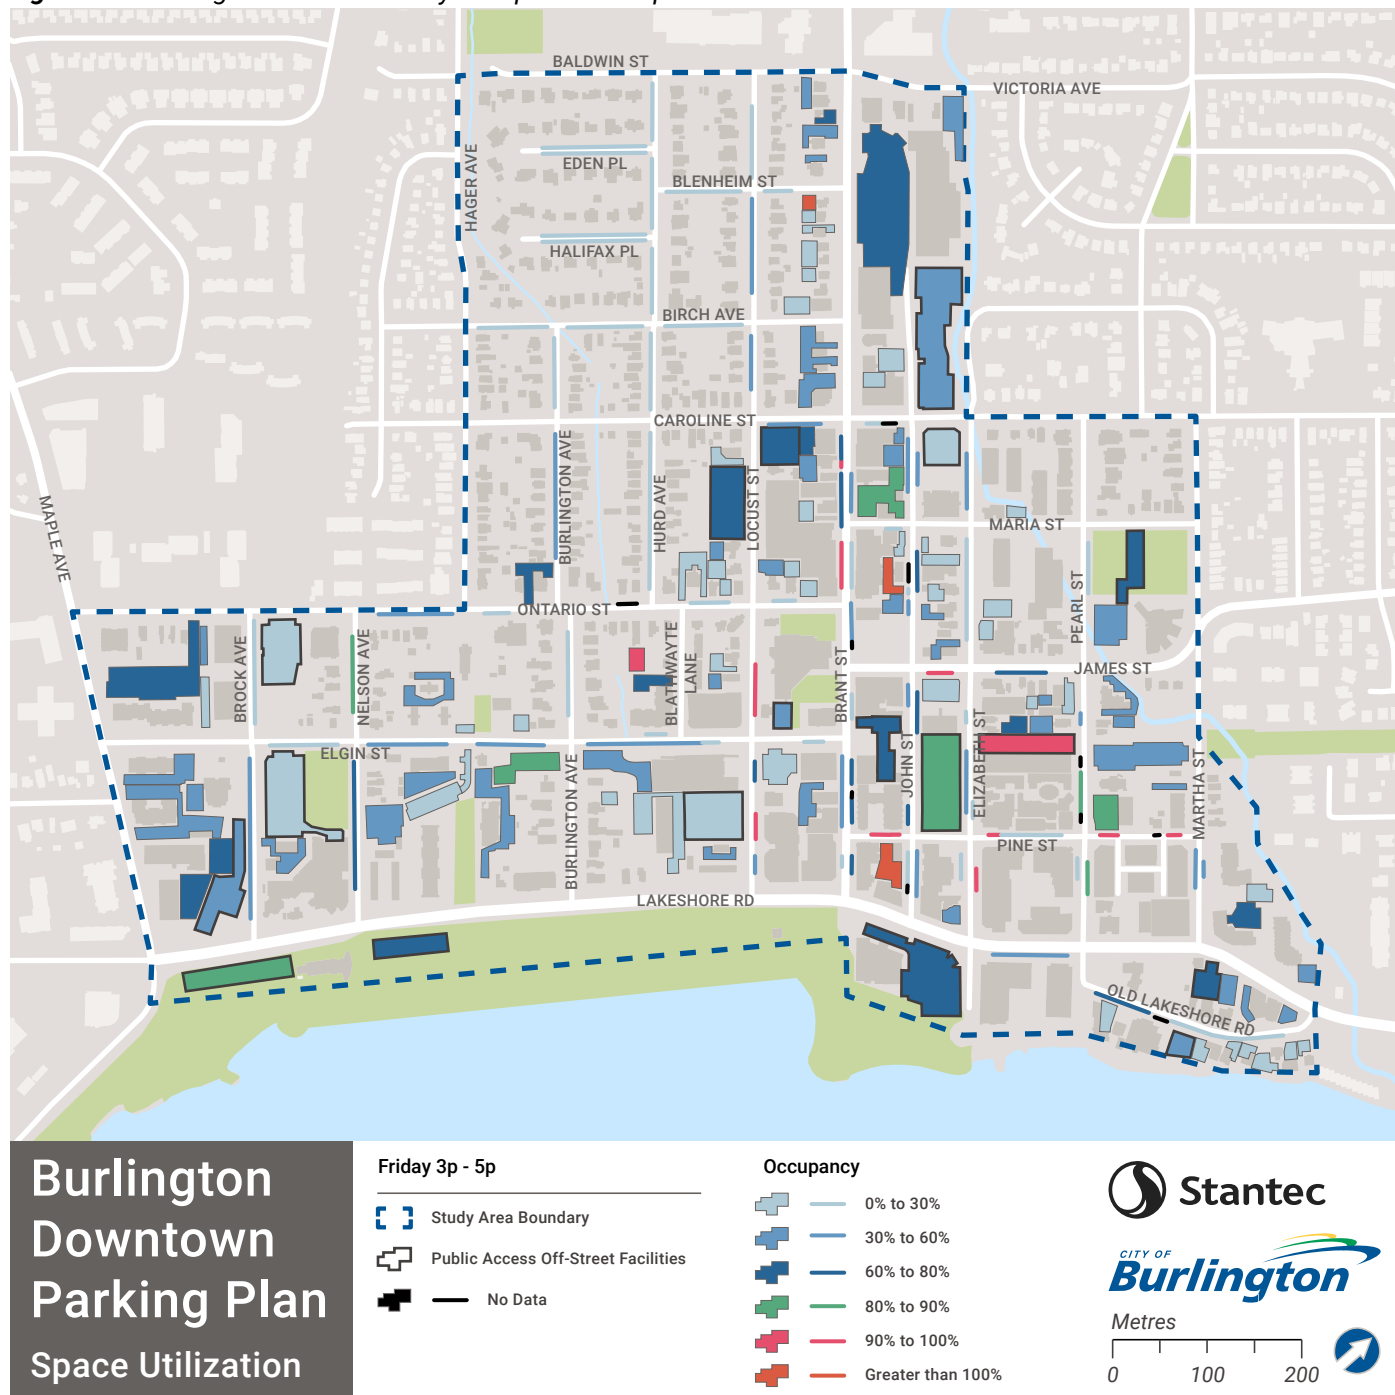 BALDWIN ST
VICTORIA AVE
HAGER AVE
EDEN PL
BLENHEIM ST
HALIFAX PL
BIRCH AVE
CAROLINE ST
MAPLE AVE
BURLINGTON AVE
HURD AVE
LOCUST ST
MARIA ST
ONTARIO ST
PEARL ST
BROCK AVE
NELSON AVE
BLATHWAYTE
LANE
BRANT ST
JAMES ST
ELGIN ST
JOHN ST
ELIZABETH ST
MARTHA ST
BURLINGTON AVE
PINE ST
LAKESHORE RD
OLD LAKESHORE RD
Burlington
Downtown
Parking Plan
Space Utilization
Friday 3p - 5p
Study Area Boundary
Public Access Off-Street Facilities
No Data
Occupancy
0% to 30%
30% to 60%
60% to 80%
80% to 90%
90% to 100%
Greater than 100%
Stantec
CITY OF
Burlington
Metres
0 100 200